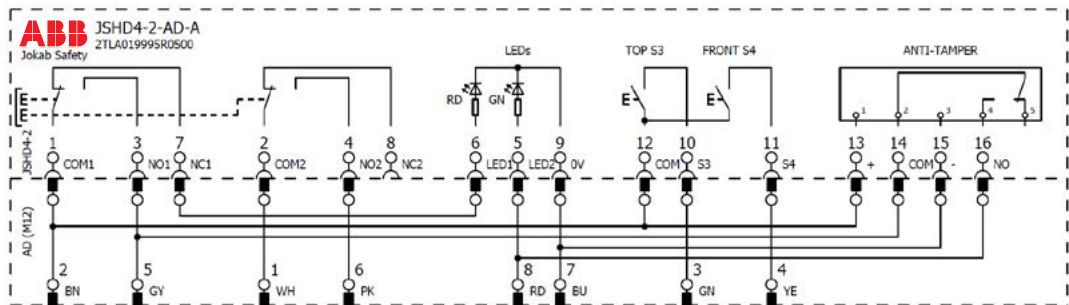 ABB JSHD4-2-AD-A
Jokab Safety 2TLA019995R0500
LEDs TOP S3 FRONT S4 ANTI-TAMPER
RD GN
1 2 3 4 5
JSHD4-2
1 3 7 2 4 8 6 5 9 12 10 11 13 14 15 16
COM1 NO1 NC1 COM2 NO2 NC2 LED1 LED2 0V COM S3 S4 + COM - NO
AD (M12)
2 5 1 6 8 7 3 4
BN GY WH PK RD BU GN YE